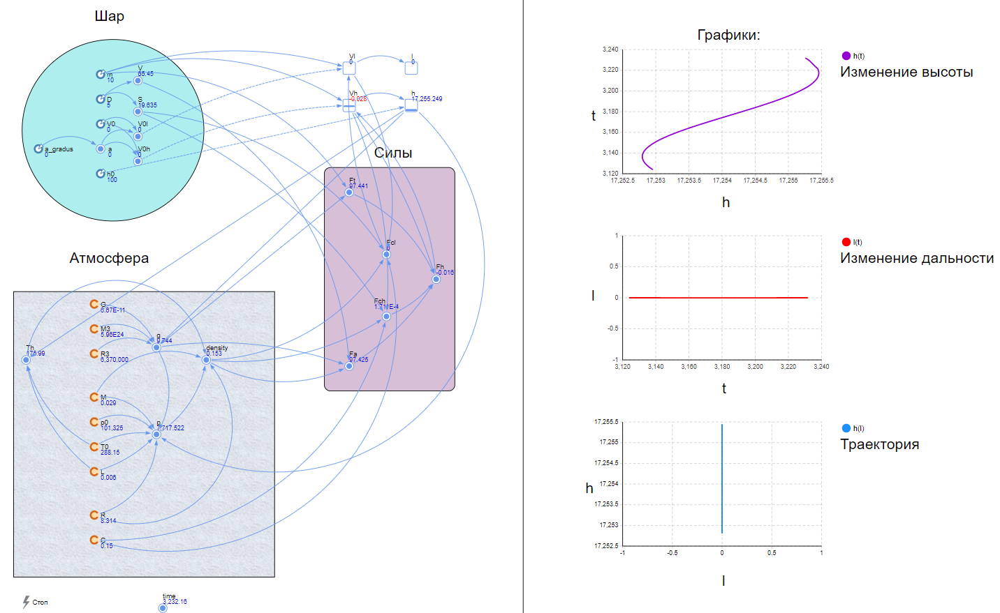 Шар
m
10
D
5
V0
0
a_gradus
0
a
0
h0
100
V
65.45
S
19.635
V0l
0
V0h
0
Vl
0
l
0
Vh
-0.028
h
17,255.249
Силы
Ft
97.441
Fcl
0
Fh
-0.016
Fch
Fa
97.425
Атмосфера
G
6.67E-11
M3
5.96E24
R3
6,370,000
Th
175.99
g
9.744
density
0.153
M
0.029
p0
101,325
T0
288.15
L
0.006
p
7,717.522
R
8.314
C
0.15
Стоп
time
3,232.16
Графики:
3,240
3,220
3,200
3,180
3,160
3,140
3,120
t
17,252.5
17,253
17,253.5
17,254
17,254.5
17,255
17,255.5
h
h(t)
Изменение высоты
1
0.5
0
-0.5
-1
l
3,120
3,140
3,160
3,180
3,200
3,220
3,240
t
l(t)
Изменение дальности
17,255.5
17,255
17,254.5
17,254
17,253.5
17,253
17,252.5
h
-1
-0.5
0
0.5
1
l
h(l)
Траектория